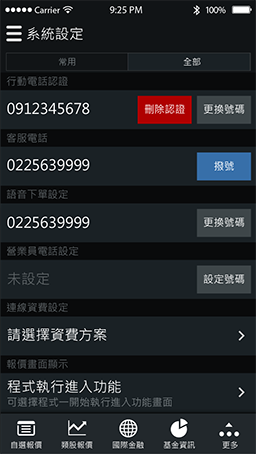 Carrier 9:25 PM 100%
系統設定
常用 全部
行動電話認證
0912345678 刪除認證 更換號碼
客服電話
0225639999 撥號
語音下單設定
0225639999 更換號碼
營業員電話設定
未設定 設定號碼
連線資費設定
請選擇資費方案
報價畫面顯示
程式執行進入功能
可選擇程式一開始執行進入功能畫面
自選報價 類股報價 國際金融 基金資訊 更多